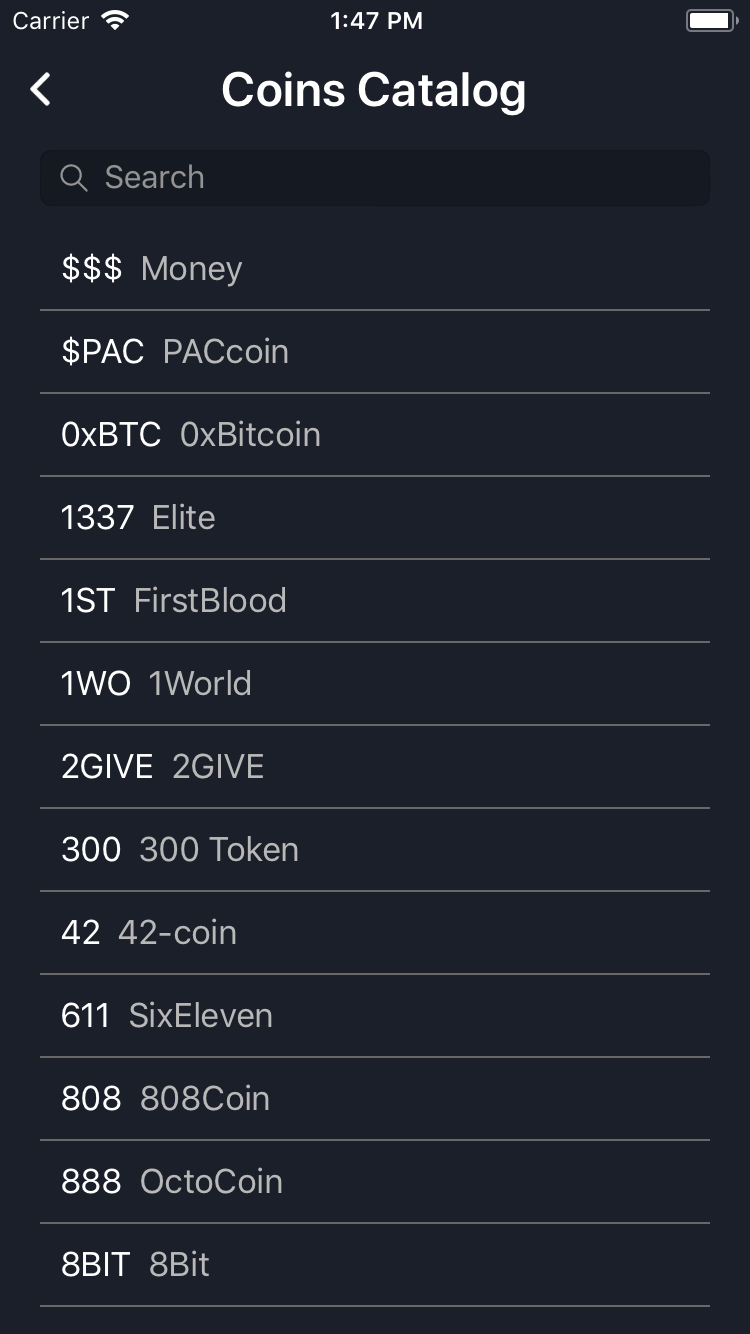 Carrier 1:47 PM
Coins Catalog
Search
$$$ Money
$PAC PACcoin
0xBTC 0xBitcoin
1337 Elite
1ST FirstBlood
1WO 1World
2GIVE 2GIVE
300 300 Token
42 42-coin
611 SixEleven
808 808Coin
888 OctoCoin
8BIT 8Bit